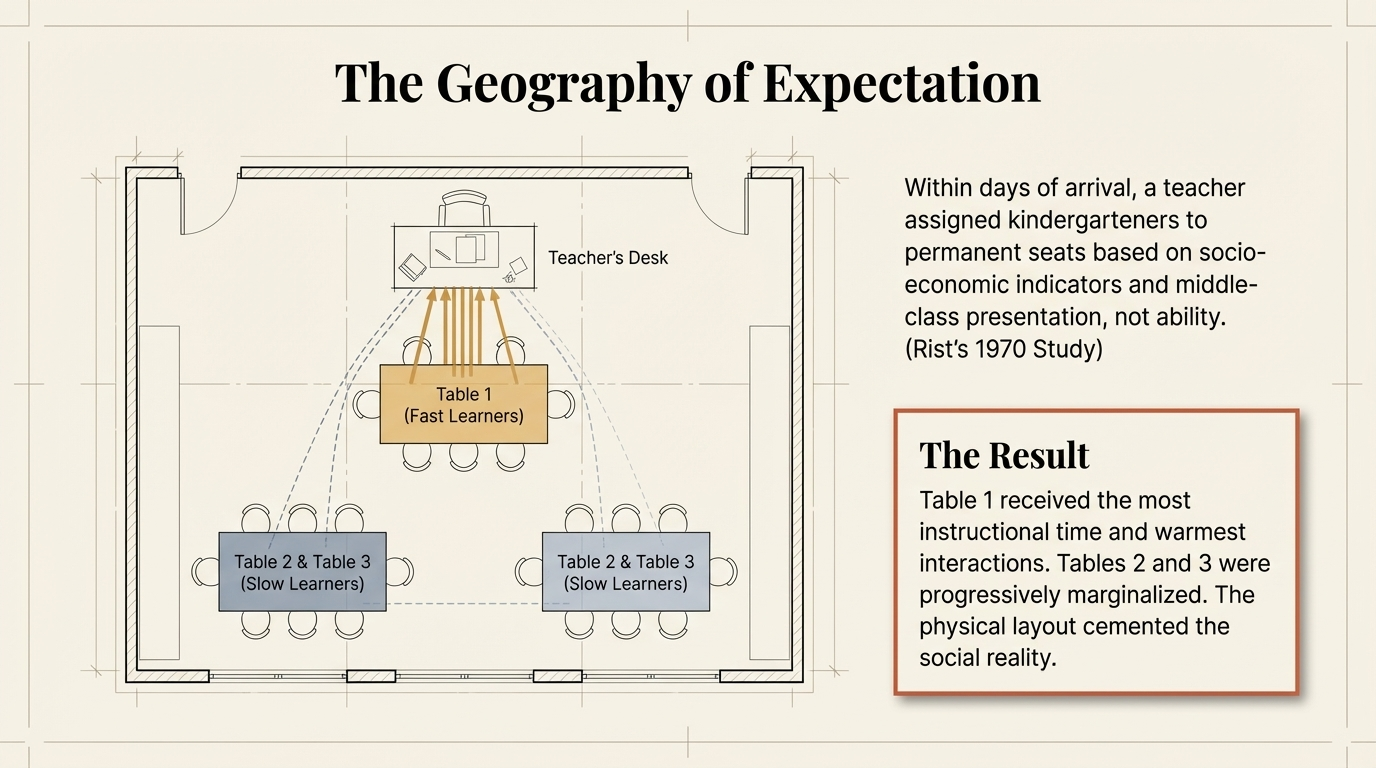 The Geography of Expectation
Teacher's Desk
Table 1
(Fast Learners)
Table 2 & Table 3
(Slow Learners)
Table 2 & Table 3
(Slow Learners)
Within days of arrival, a teacher
assigned kindergarteners to
permanent seats based on socio-
economic indicators and middle-
class presentation, not ability.
(Rist's 1970 Study)
The Result
Table 1 received the most
instructional time and warmest
interactions. Tables 2 and 3 were
progressively marginalized. The
physical layout cemented the
social reality.